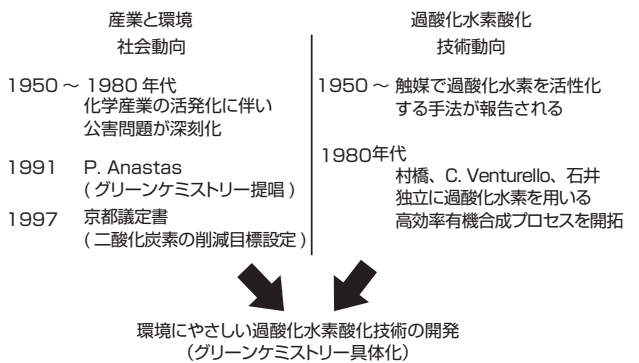 産業と環境
社会動向
1950 ～ 1980 年代
化学産業の活発化に伴い
公害問題が深刻化
1991 P. Anastas
( グリーンケミストリー提唱 )
1997 京都議定書
( 二酸化炭素の削減目標設定 )
過酸化水素酸化
技術動向
1950 ～ 触媒で過酸化水素を活性化
する手法が報告される
1980年代
村橋、C. Venturello、石井
独立に過酸化水素を用いる
高効率有機合成プロセスを開拓
環境にやさしい過酸化水素酸化技術の開発
（グリーンケミストリー具体化）